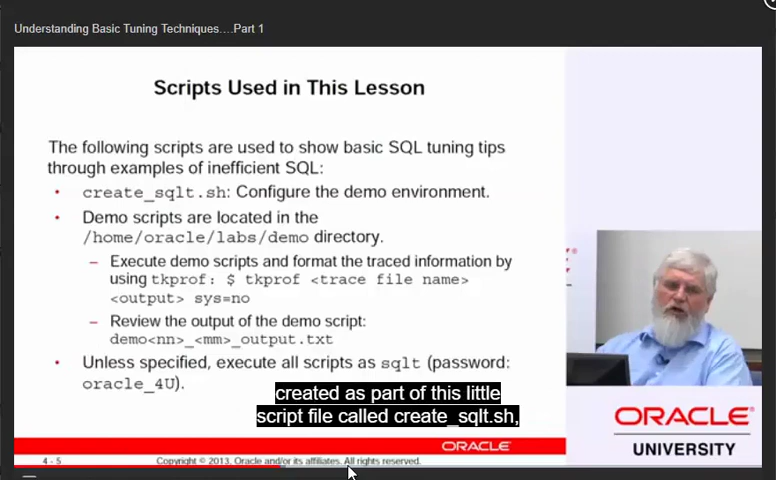 Understanding Basic Tuning Techniques....Part 1
Scripts Used in This Lesson
The following scripts are used to show basic SQL tuning tips
through examples of inefficient SQL:
• create_sqlt.sh: Configure the demo environment.
• Demo scripts are located in the
/home/oracle/labs/demo directory.
– Execute demo scripts and format the traced information by
using tkprof: $ tkprof <trace file name>
<output> sys=no
– Review the output of the demo script:
demo<nn>_<mm>_output.txt
• Unless specified, execute all scripts as sqlt (password:
oracle_4U).
created as part of this little
script file called create_sqlt.sh,
ORACLE
4 - 5
Copyright © 2013, Oracle and/or its affiliates. All rights reserved.
ORACLE®
UNIVERSITY